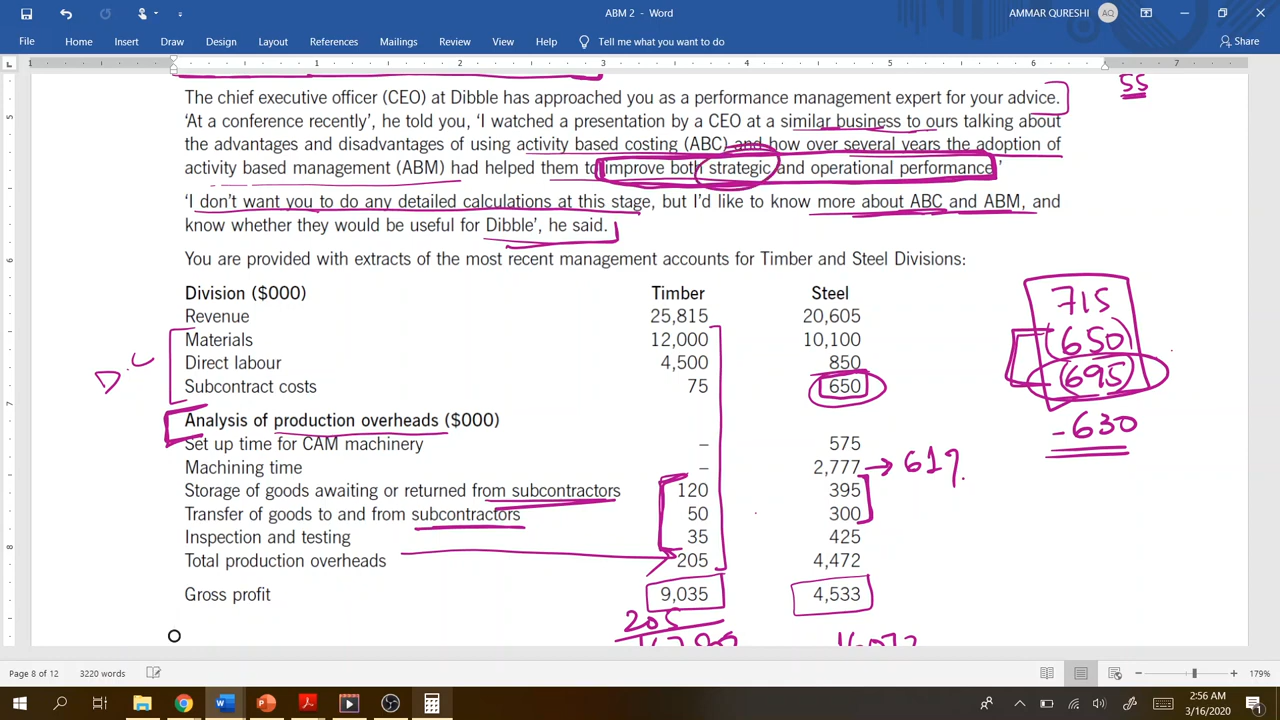 ABM 2 - Word
AMMAR QURESHI AQ
File Home Insert Draw Design Layout References Mailings Review View Help Tell me what you want to do Share
1 1 2 3 4 5 6 7
55
The chief executive officer (CEO) at Dibble has approached you as a performance management expert for your advice.
‘At a conference recently’, he told you, ‘I watched a presentation by a CEO at a similar business to ours talking about
the advantages and disadvantages of using activity based costing (ABC) and how over several years the adoption of
activity based management (ABM) had helped them to improve both strategic and operational performance.’
‘I don’t want you to do any detailed calculations at this stage, but I’d like to know more about ABC and ABM, and
know whether they would be useful for Dibble’, he said.
You are provided with extracts of the most recent management accounts for Timber and Steel Divisions:
Division ($000) Timber Steel
Revenue 25,815 20,605
Materials 12,000 10,100
Direct labour 4,500 850
Subcontract costs 75 650
D.C
715
(650)
(695)
-630
Analysis of production overheads ($000)
Set up time for CAM machinery – 575
Machining time – 2,777 → 61%
Storage of goods awaiting or returned from subcontractors 120 395
Transfer of goods to and from subcontractors 50 300
Inspection and testing 35 425
Total production overheads 205 4,472
Gross profit 9,035 4,533
205
Page 8 of 12 3220 words 179%
2:56 AM
3/16/2020